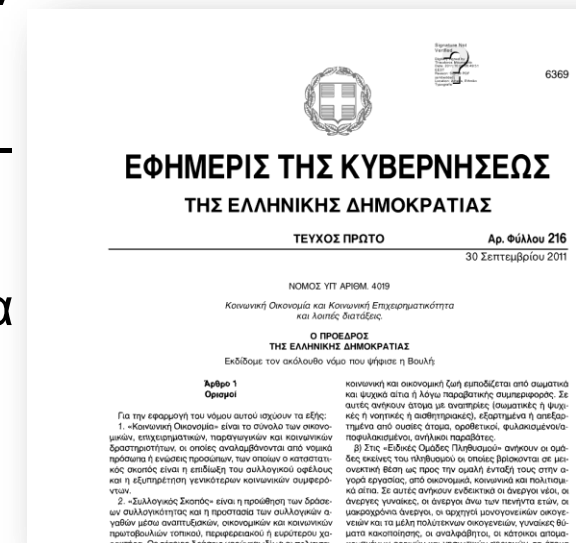 Signature Not
Verified
6369
ΕΦΗΜΕΡΙΣ ΤΗΣ ΚΥΒΕΡΝΗΣΕΩΣ
ΤΗΣ ΕΛΛΗΝΙΚΗΣ ΔΗΜΟΚΡΑΤΙΑΣ
ΤΕΥΧΟΣ ΠΡΩΤΟ
Αρ. Φύλλου 216
30 Σεπτεμβρίου 2011
ΝΟΜΟΣ ΥΠ' ΑΡΙΘΜ. 4019
Κοινωνική Οικονομία και Κοινωνική Επιχειρηματικότητα
και λοιπές διατάξεις.
Ο ΠΡΟΕΔΡΟΣ
ΤΗΣ ΕΛΛΗΝΙΚΗΣ ΔΗΜΟΚΡΑΤΙΑΣ
Εκδίδομε τον ακόλουθο νόμο που ψήφισε η Βουλή:
Άρθρο 1
Ορισμοί
Για την εφαρμογή του νόμου αυτού ισχύουν τα εξής:
1. «Κοινωνική Οικονομία» είναι το σύνολο των οικονο-
μικών, επιχειρηματικών, παραγωγικών και κοινωνικών
δραστηριοτήτων, οι οποίες αναλαμβάνονται από νομικά
πρόσωπα ή ενώσεις προσώπων, των οποίων ο καταστατι-
κός σκοπός είναι η επιδίωξη του συλλογικού οφέλους
και η εξυπηρέτηση γενικότερων κοινωνικών συμφερό-
ντων.
2. «Συλλογικός Σκοπός» είναι η προώθηση των δράσε-
ων συλλογικότητας και η προστασία των συλλογικών α-
γαθών μέσω αναπτυξιακών, οικονομικών και κοινωνικών
πρωτοβουλιών τοπικού, περιφερειακού ή ευρύτερου χα-
κοινωνική και οικονομική ζωή εμποδίζεται από σωματικά
και ψυχικά αίτια ή λόγω παραβατικής συμπεριφοράς. Σε
αυτές ανήκουν άτομα με αναπηρίες (σωματικές ή ψυχι-
κές ή νοητικές ή αισθητηριακές), εξαρτημένα ή απεξαρ-
τημένα από ουσίες άτομα, οροθετικοί, φυλακισμένοι/α-
ποφυλακισμένοι, ανήλικοι παραβάτες.
β) Στις «Ειδικές Ομάδες Πληθυσμού» ανήκουν οι ομά-
δες εκείνες του πληθυσμού οι οποίες βρίσκονται σε μει-
ονεκτική θέση ως προς την ομαλή ένταξή τους στην α-
γορά εργασίας, από οικονομικά, κοινωνικά και πολιτισμι-
κά αίτια. Σε αυτές ανήκουν ενδεικτικά οι άνεργοι νέοι, οι
άνεργες γυναίκες, οι άνεργοι άνω των πενήντα ετών, οι
μακροχρόνια άνεργοι, οι αρχηγοί μονογονεϊκών οικογε-
νειών και τα μέλη πολύτεκνων οικογενειών, γυναίκες θύ-
ματα κακοποίησης, οι αναλφάβητοι, οι κάτοικοι απομα-